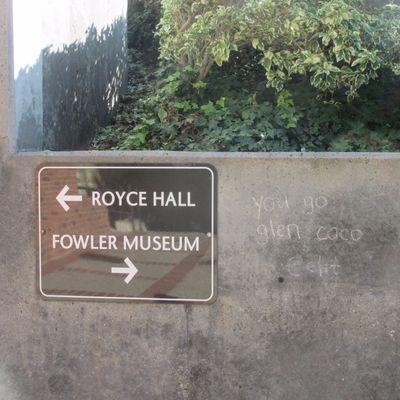 ROYCE HALL
FOWLER MUSEUM
you go
glen coco